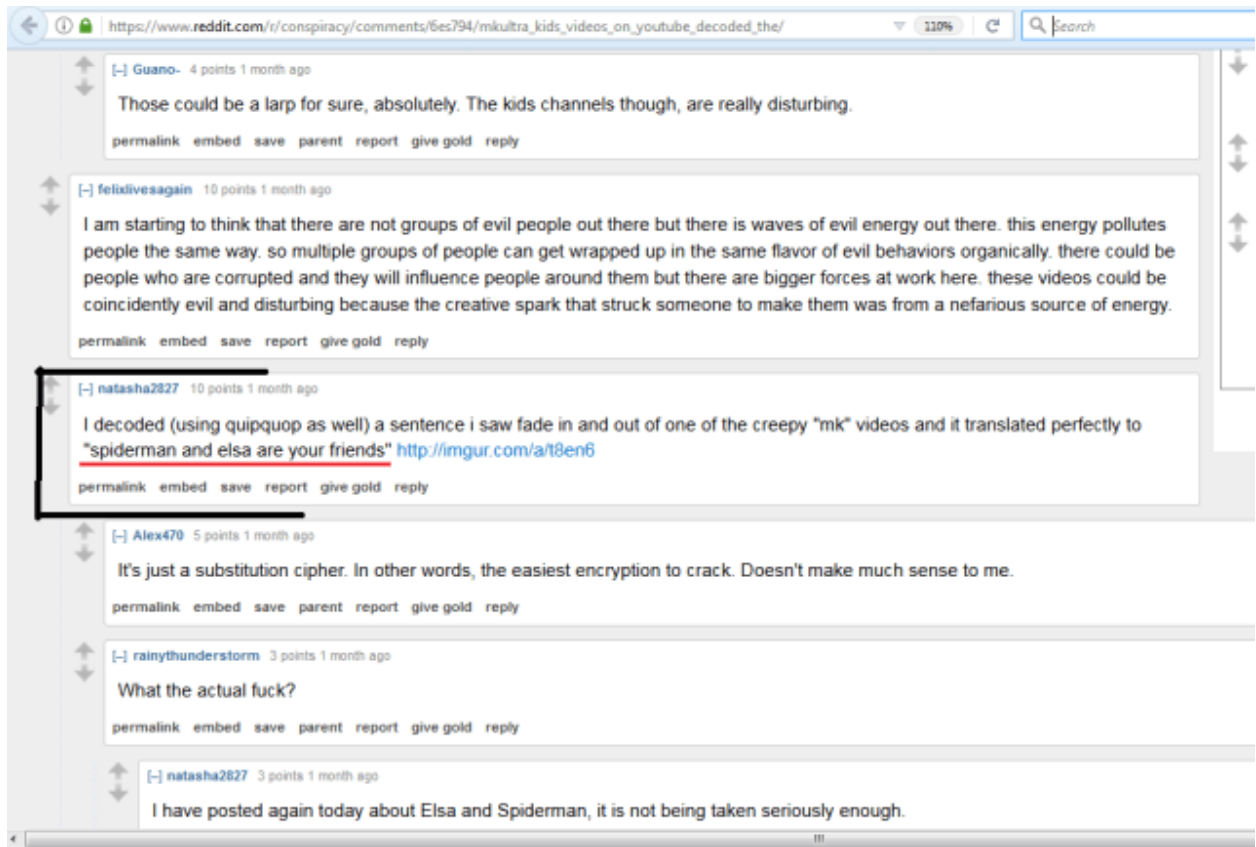 https://www.reddit.com/r/conspiracy/comments/6es794/mkultra_kids_videos_on_youtube_decoded_the/ 110% Search
[–] Guano- 4 points 1 month ago
Those could be a larp for sure, absolutely. The kids channels though, are really disturbing.
permalink embed save parent report give gold reply
[–] felixlivesagain 10 points 1 month ago
I am starting to think that there are not groups of evil people out there but there is waves of evil energy out there. this energy pollutes
people the same way. so multiple groups of people can get wrapped up in the same flavor of evil behaviors organically. there could be
people who are corrupted and they will influence people around them but there are bigger forces at work here. these videos could be
coincidently evil and disturbing because the creative spark that struck someone to make them was from a nefarious source of energy.
permalink embed save report give gold reply
[–] natasha2827 10 points 1 month ago
I decoded (using quipquop as well) a sentence i saw fade in and out of one of the creepy "mk" videos and it translated perfectly to
"spiderman and elsa are your friends" http://imgur.com/a/t8en6
permalink embed save report give gold reply
[–] Alex470 5 points 1 month ago
It's just a substitution cipher. In other words, the easiest encryption to crack. Doesn't make much sense to me.
permalink embed save parent report give gold reply
[–] rainythunderstorm 3 points 1 month ago
What the actual fuck?
permalink embed save parent report give gold reply
[–] natasha2827 3 points 1 month ago
I have posted again today about Elsa and Spiderman, it is not being taken seriously enough.